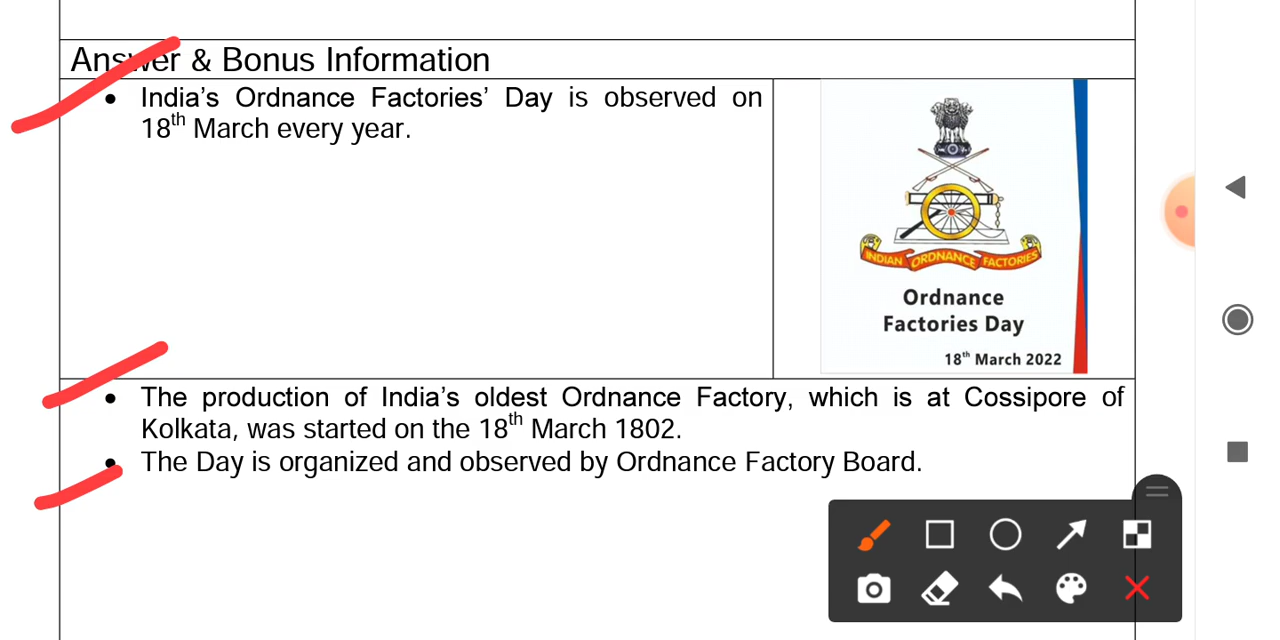 Answer & Bonus Information
• India's Ordnance Factories' Day is observed on
18th March every year.
INDIAN ORDNANCE FACTORIES
Ordnance
Factories Day
18th March 2022
• The production of India's oldest Ordnance Factory, which is at Cossipore of
Kolkata, was started on the 18th March 1802.
• The Day is organized and observed by Ordnance Factory Board.